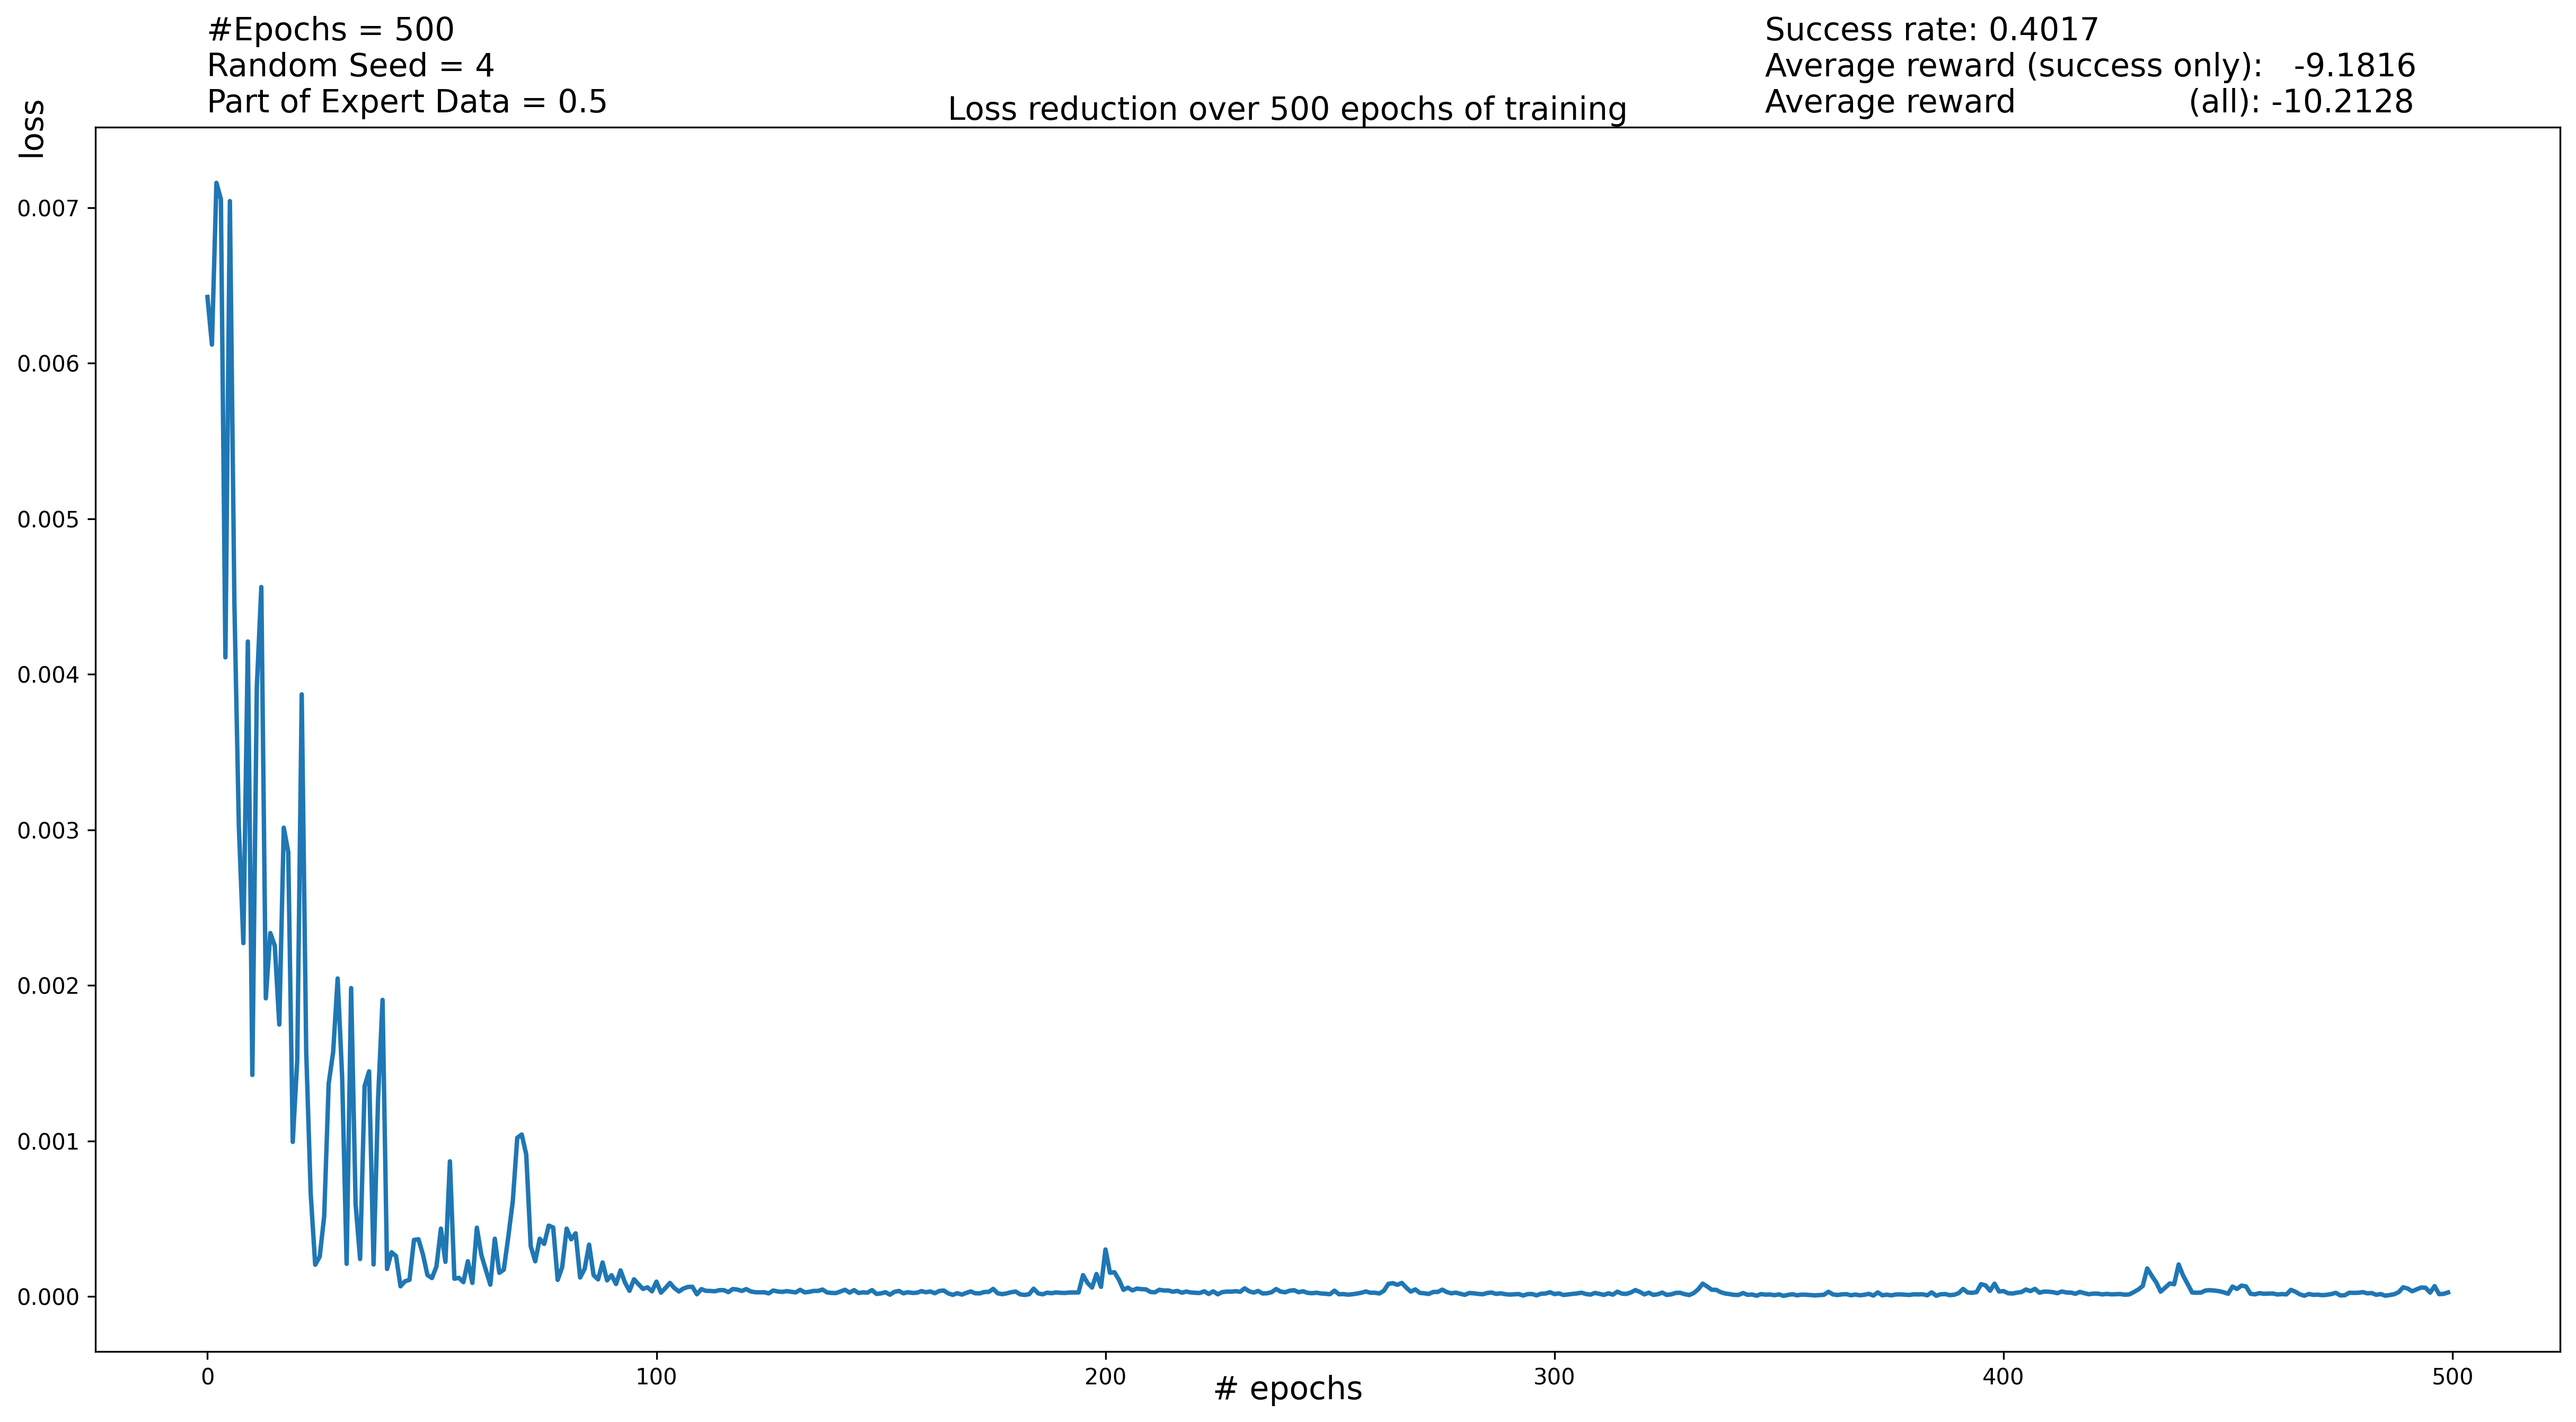 #Epochs = 500
Random Seed = 4
Part of Expert Data = 0.5
Success rate: 0.4017
Average reward (success only): -9.1816
Average reward (all): -10.2128
Loss reduction over 500 epochs of training
loss
0.007
0.006
0.005
0.004
0.003
0.002
0.001
0.000
0 100 200 300 400 500
# epochs